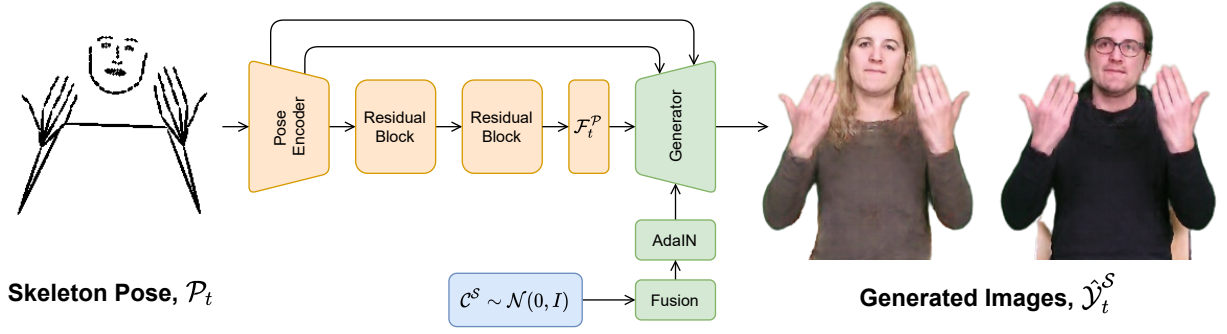 Pose
Encoder
Residual
Block
Residual
Block
$\mathcal{F}_t^{\mathcal{P}}$
Generator
AdaIN
Fusion
$\mathcal{C}^{\mathcal{S}} \sim \mathcal{N}(0, I)$
Skeleton Pose, $\mathcal{P}_t$
Generated Images, $\hat{\mathcal{Y}}_t^{\mathcal{S}}$